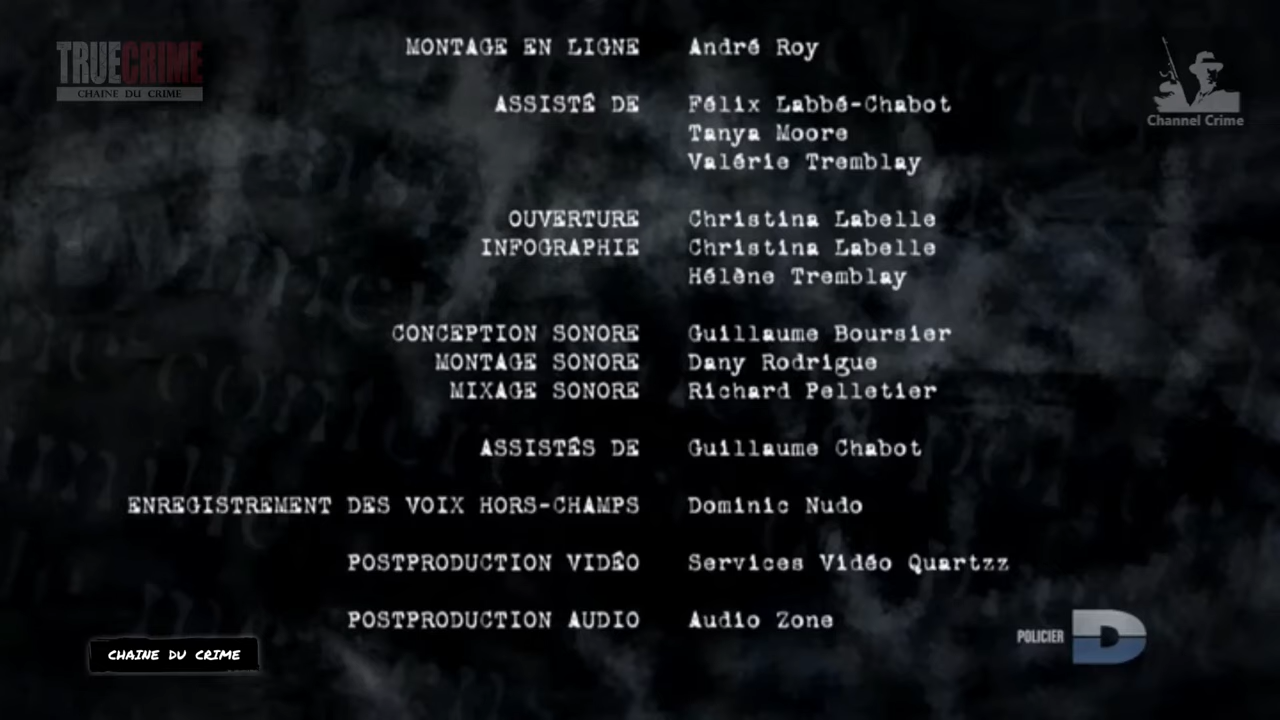 TRUECRIME
CHAINE DU CRIME
Channel Crime
MONTAGE EN LIGNE André Roy
ASSISTÉ DE Félix Labbé-Chabot
Tanya Moore
Valérie Tremblay
OUVERTURE Christina Labelle
INFOGRAPHIE Christina Labelle
Hélène Tremblay
CONCEPTION SONORE Guillaume Boursier
MONTAGE SONORE Dany Rodrigue
MIXAGE SONORE Richard Pelletier
ASSISTÉS DE Guillaume Chabot
ENREGISTREMENT DES VOIX HORS-CHAMPS Dominic Nudo
POSTPRODUCTION VIDÉO Services Vidéo Quartzz
POSTPRODUCTION AUDIO Audio Zone
POLICIER D
CHAINE DU CRIME